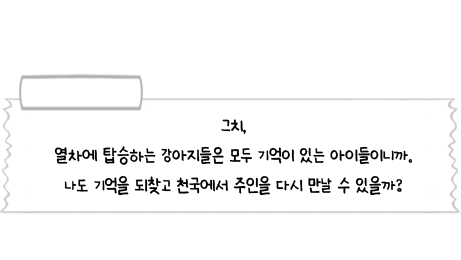 그치,
열차에 탑승하는 강아지들은 모두 기억이 있는 아이들이니까.
나도 기억을 되찾고 천국에서 주인을 다시 만날 수 있을까?